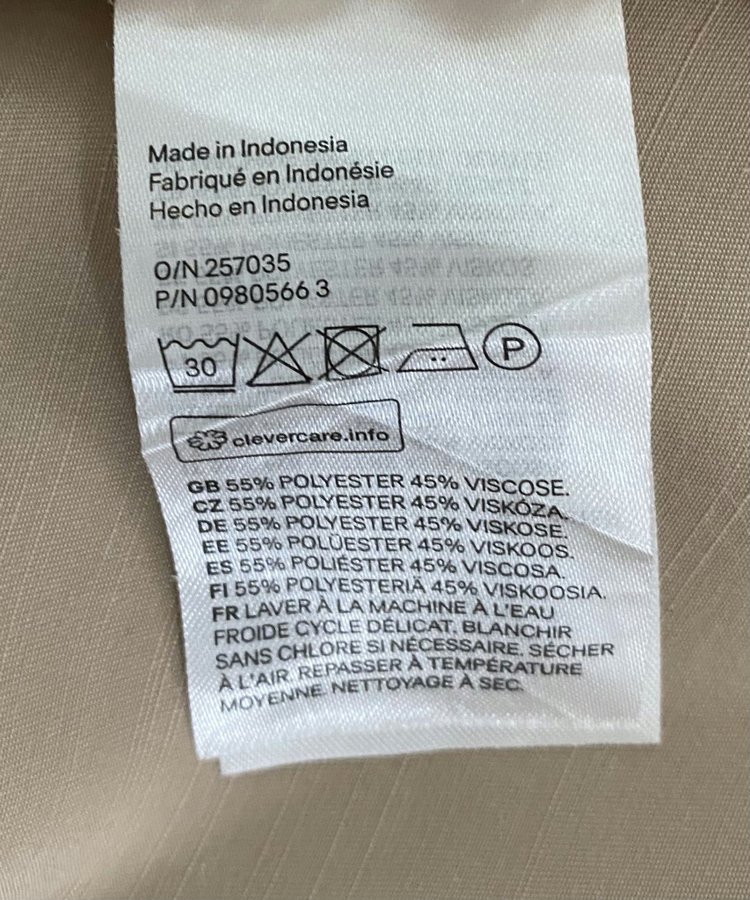 Made in Indonesia
Fabriqué en Indonésie
Hecho en Indonesia
O/N 257035
P/N 0980566 3
30 P
clevercare.info
GB 55% POLYESTER 45% VISCOSE.
CZ 55% POLYESTER 45% VISKÓZA.
DE 55% POLYESTER 45% VISKOSE.
EE 55% POLÜESTER 45% VISKOOS.
ES 55% POLIÉSTER 45% VISCOSA.
FI 55% POLYESTERIÄ 45% VISKOOSIA.
FR LAVER À LA MACHINE À L'EAU
FROIDE CYCLE DÉLICAT. BLANCHIR
SANS CHLORE SI NÉCESSAIRE. SÉCHER
À L'AIR. REPASSER À TEMPÉRATURE
MOYENNE. NETTOYAGE À SEC.